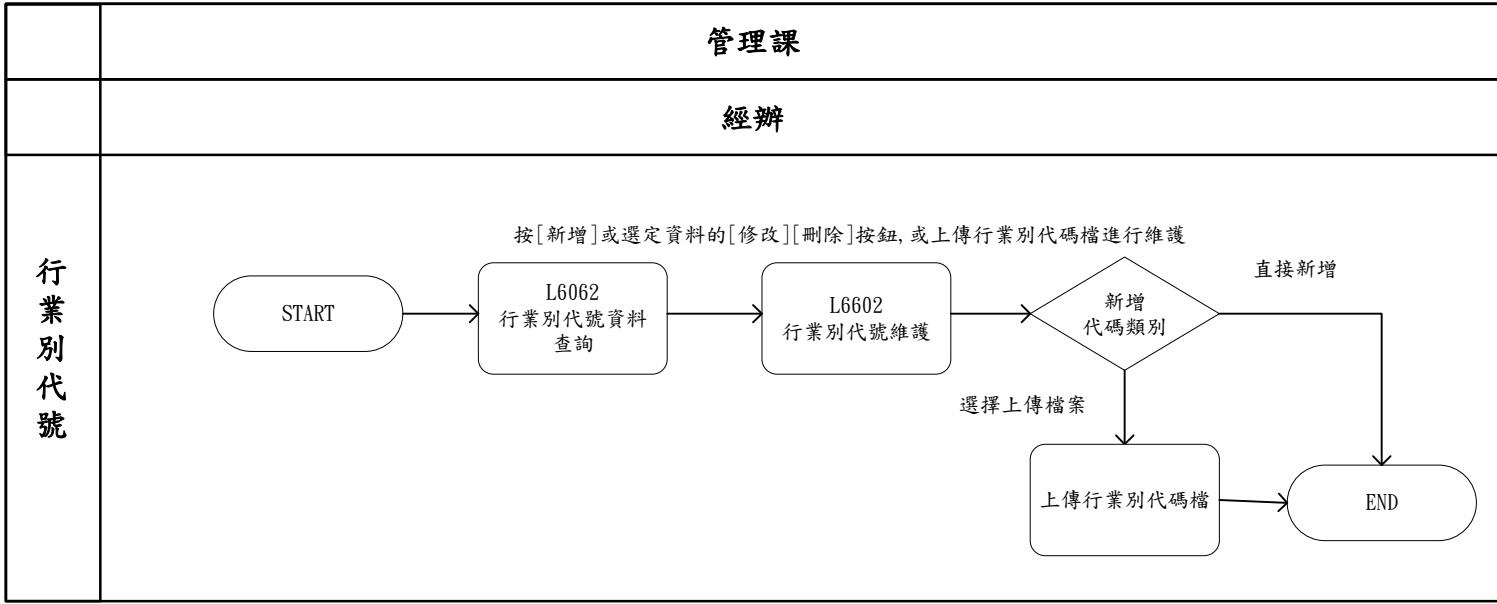 管理課
經辦
行業別代號
按[新增]或選定資料的[修改][刪除]按鈕,或上傳行業別代碼檔進行維護
START
L6062
行業別代號資料
查詢
L6602
行業別代號維護
新增
代碼類別
直接新增
選擇上傳檔案
上傳行業別代碼檔
END